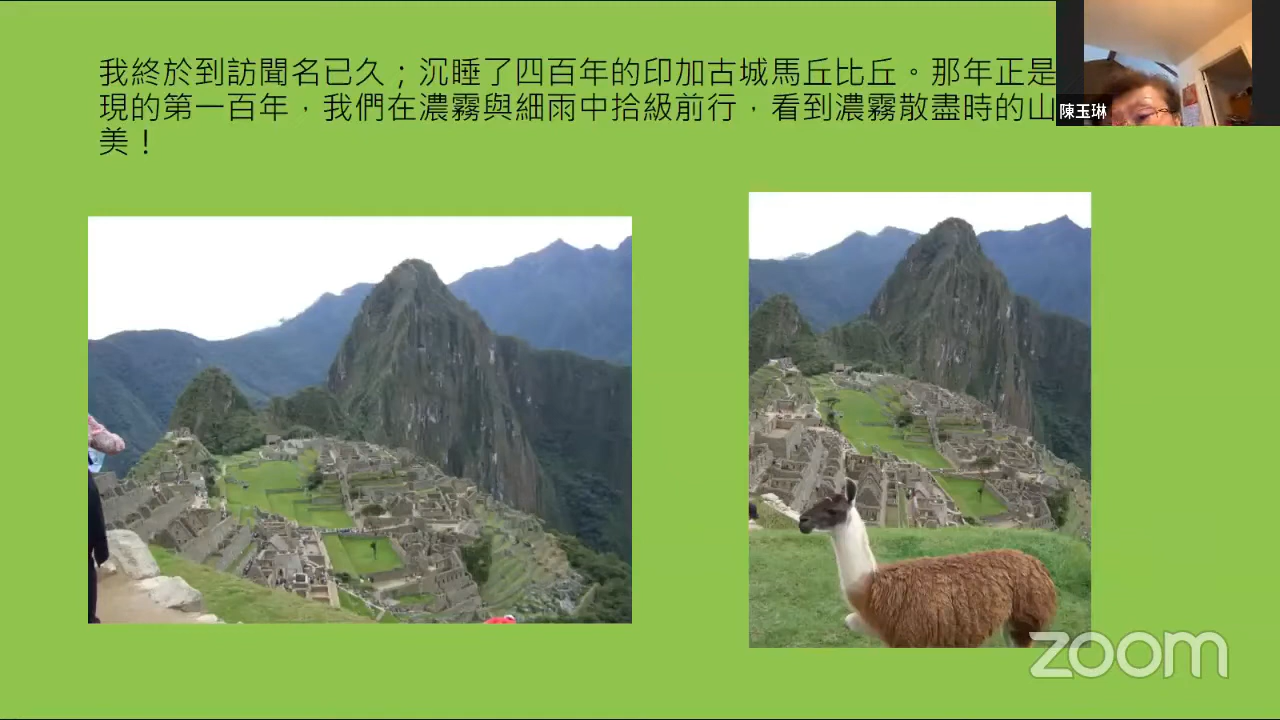 我終於到訪聞名已久；沉睡了四百年的印加古城馬丘比丘。那年正是
現的第一百年，我們在濃霧與細雨中拾級前行，看到濃霧散盡時的山
美！
陳玉琳
zoom